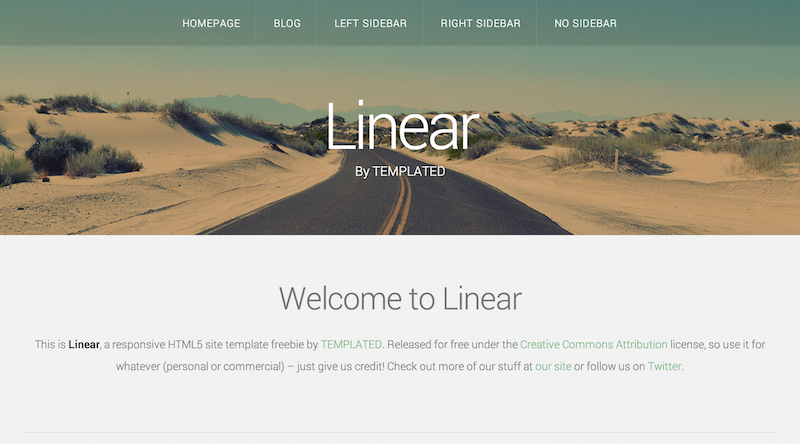 HOMEPAGE BLOG LEFT SIDEBAR RIGHT SIDEBAR NO SIDEBAR
Linear
By TEMPLATED
Welcome to Linear
This is Linear, a responsive HTML5 site template freebie by TEMPLATED. Released for free under the Creative Commons Attribution license, so use it for
whatever (personal or commercial) – just give us credit! Check out more of our stuff at our site or follow us on Twitter.